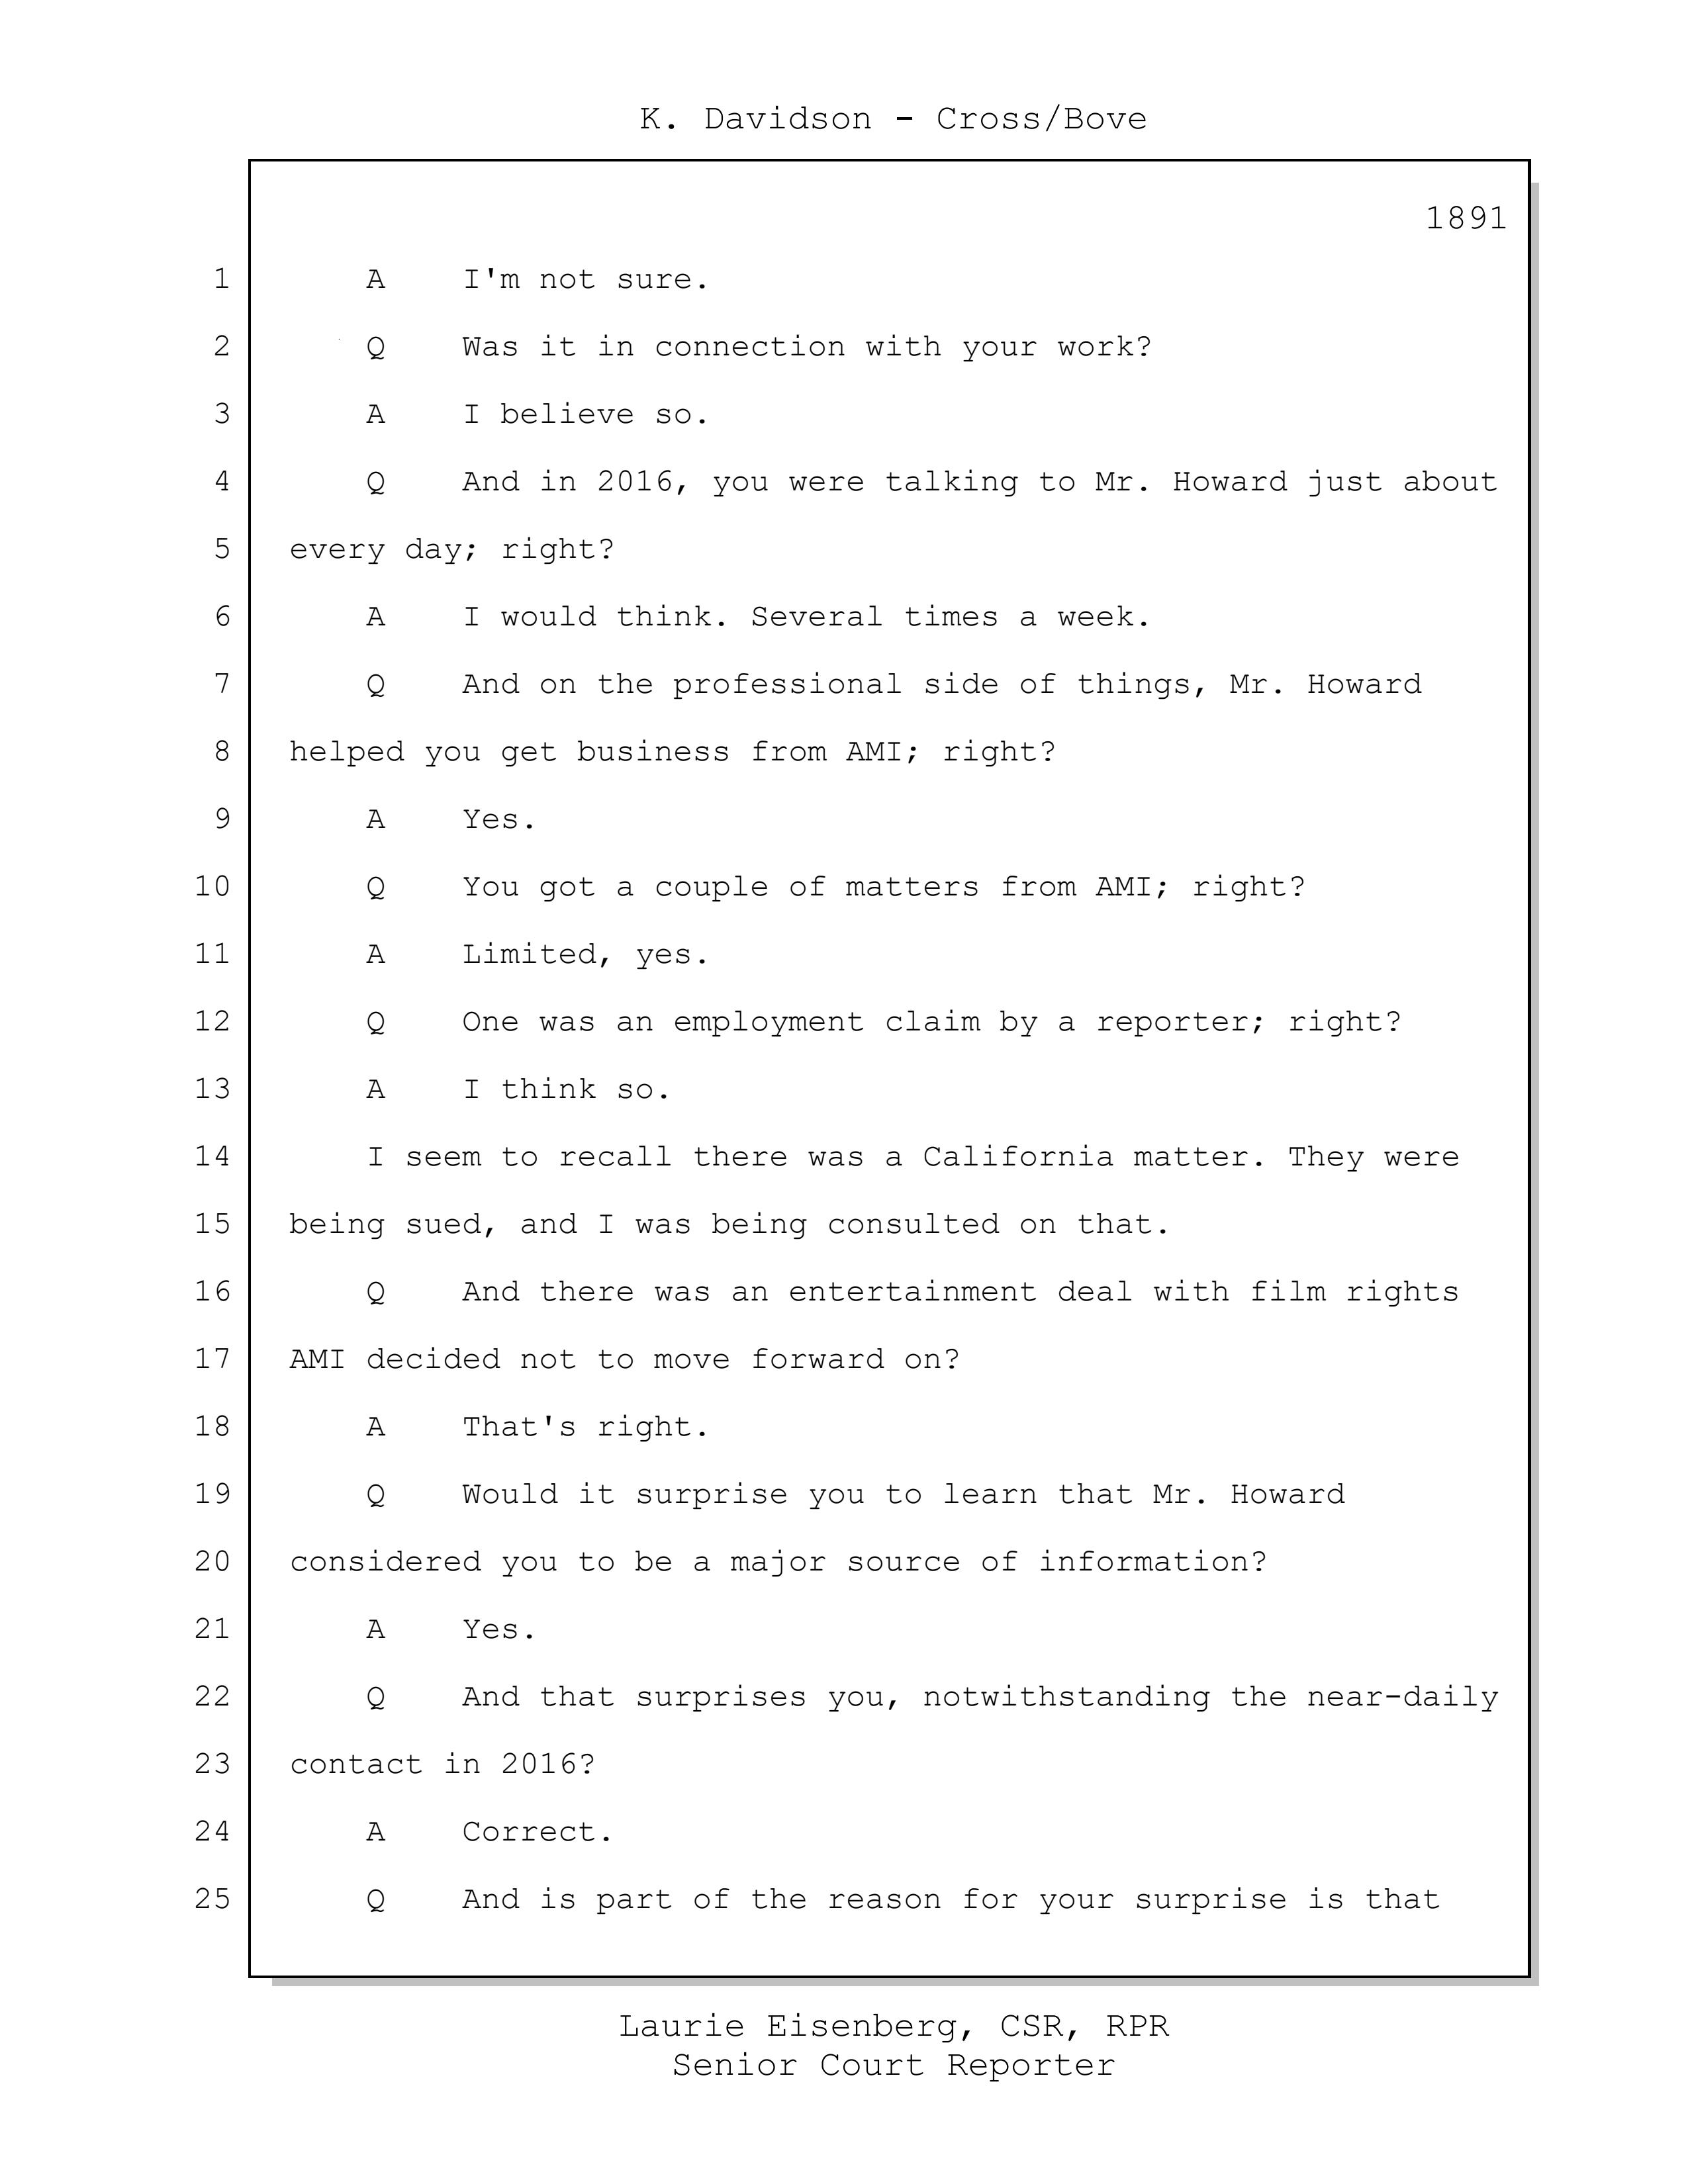 K. Davidson - Cross/Bove
1891
1 A I'm not sure.
2 Q Was it in connection with your work?
3 A I believe so.
4 Q And in 2016, you were talking to Mr. Howard just about
5 every day; right?
6 A I would think. Several times a week.
7 Q And on the professional side of things, Mr. Howard
8 helped you get business from AMI; right?
9 A Yes.
10 Q You got a couple of matters from AMI; right?
11 A Limited, yes.
12 Q One was an employment claim by a reporter; right?
13 A I think so.
14 I seem to recall there was a California matter. They were
15 being sued, and I was being consulted on that.
16 Q And there was an entertainment deal with film rights
17 AMI decided not to move forward on?
18 A That's right.
19 Q Would it surprise you to learn that Mr. Howard
20 considered you to be a major source of information?
21 A Yes.
22 Q And that surprises you, notwithstanding the near-daily
23 contact in 2016?
24 A Correct.
25 Q And is part of the reason for your surprise is that
Laurie Eisenberg, CSR, RPR
Senior Court Reporter